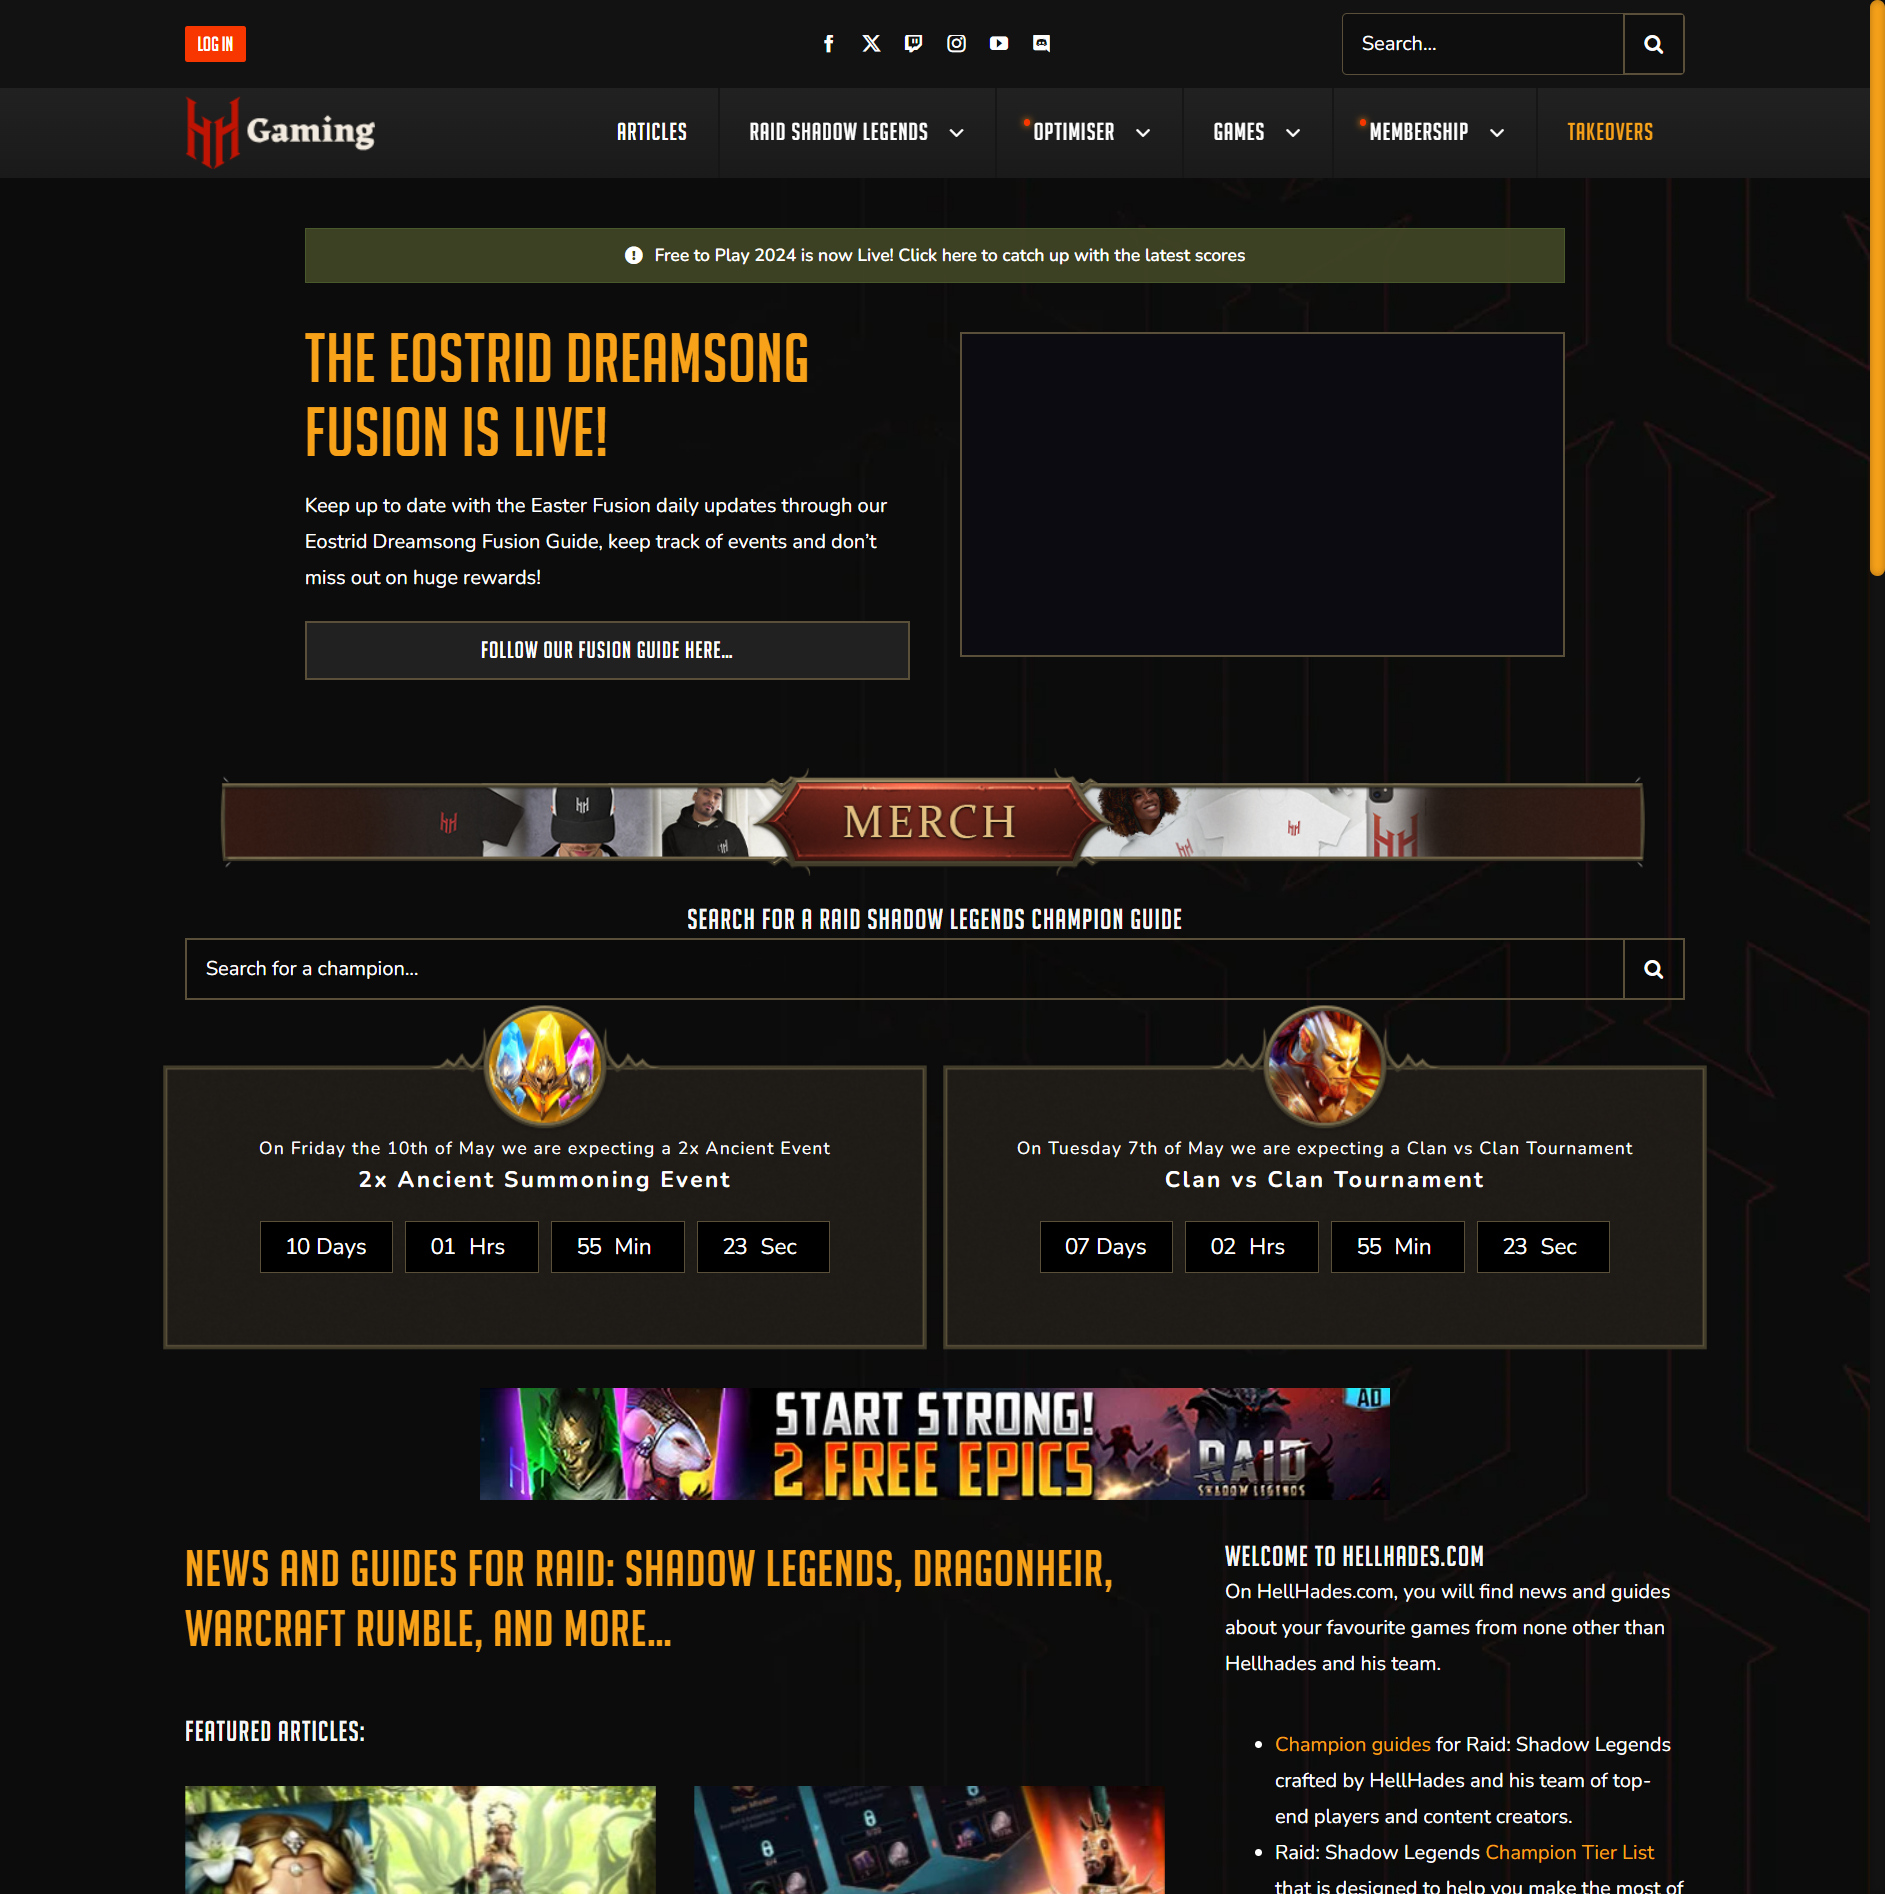 LOG IN
Search...
Gaming
ARTICLES
RAID SHADOW LEGENDS
OPTIMISER
GAMES
MEMBERSHIP
TAKEOVERS
Free to Play 2024 is now Live! Click here to catch up with the latest scores
THE EOSTRID DREAMSONG
FUSION IS LIVE!
Keep up to date with the Easter Fusion daily updates through our
Eostrid Dreamsong Fusion Guide, keep track of events and don't
miss out on huge rewards!
FOLLOW OUR FUSION GUIDE HERE...
MERCH
SEARCH FOR A RAID SHADOW LEGENDS CHAMPION GUIDE
Search for a champion...
On Friday the 10th of May we are expecting a 2x Ancient Event
2x Ancient Summoning Event
10 Days 01 Hrs 55 Min 23 Sec
On Tuesday 7th of May we are expecting a Clan vs Clan Tournament
Clan vs Clan Tournament
07 Days 02 Hrs 55 Min 23 Sec
START STRONG!
2 FREE EPICS
RAID
SHADOW LEGENDS
AD
NEWS AND GUIDES FOR RAID: SHADOW LEGENDS, DRAGONHEIR,
WARCRAFT RUMBLE, AND MORE...
FEATURED ARTICLES:
WELCOME TO HELLHADES.COM
On HellHades.com, you will find news and guides
about your favourite games from none other than
Hellhades and his team.
• Champion guides for Raid: Shadow Legends
crafted by HellHades and his team of top-
end players and content creators.
• Raid: Shadow Legends Champion Tier List
that is designed to help you make the most of